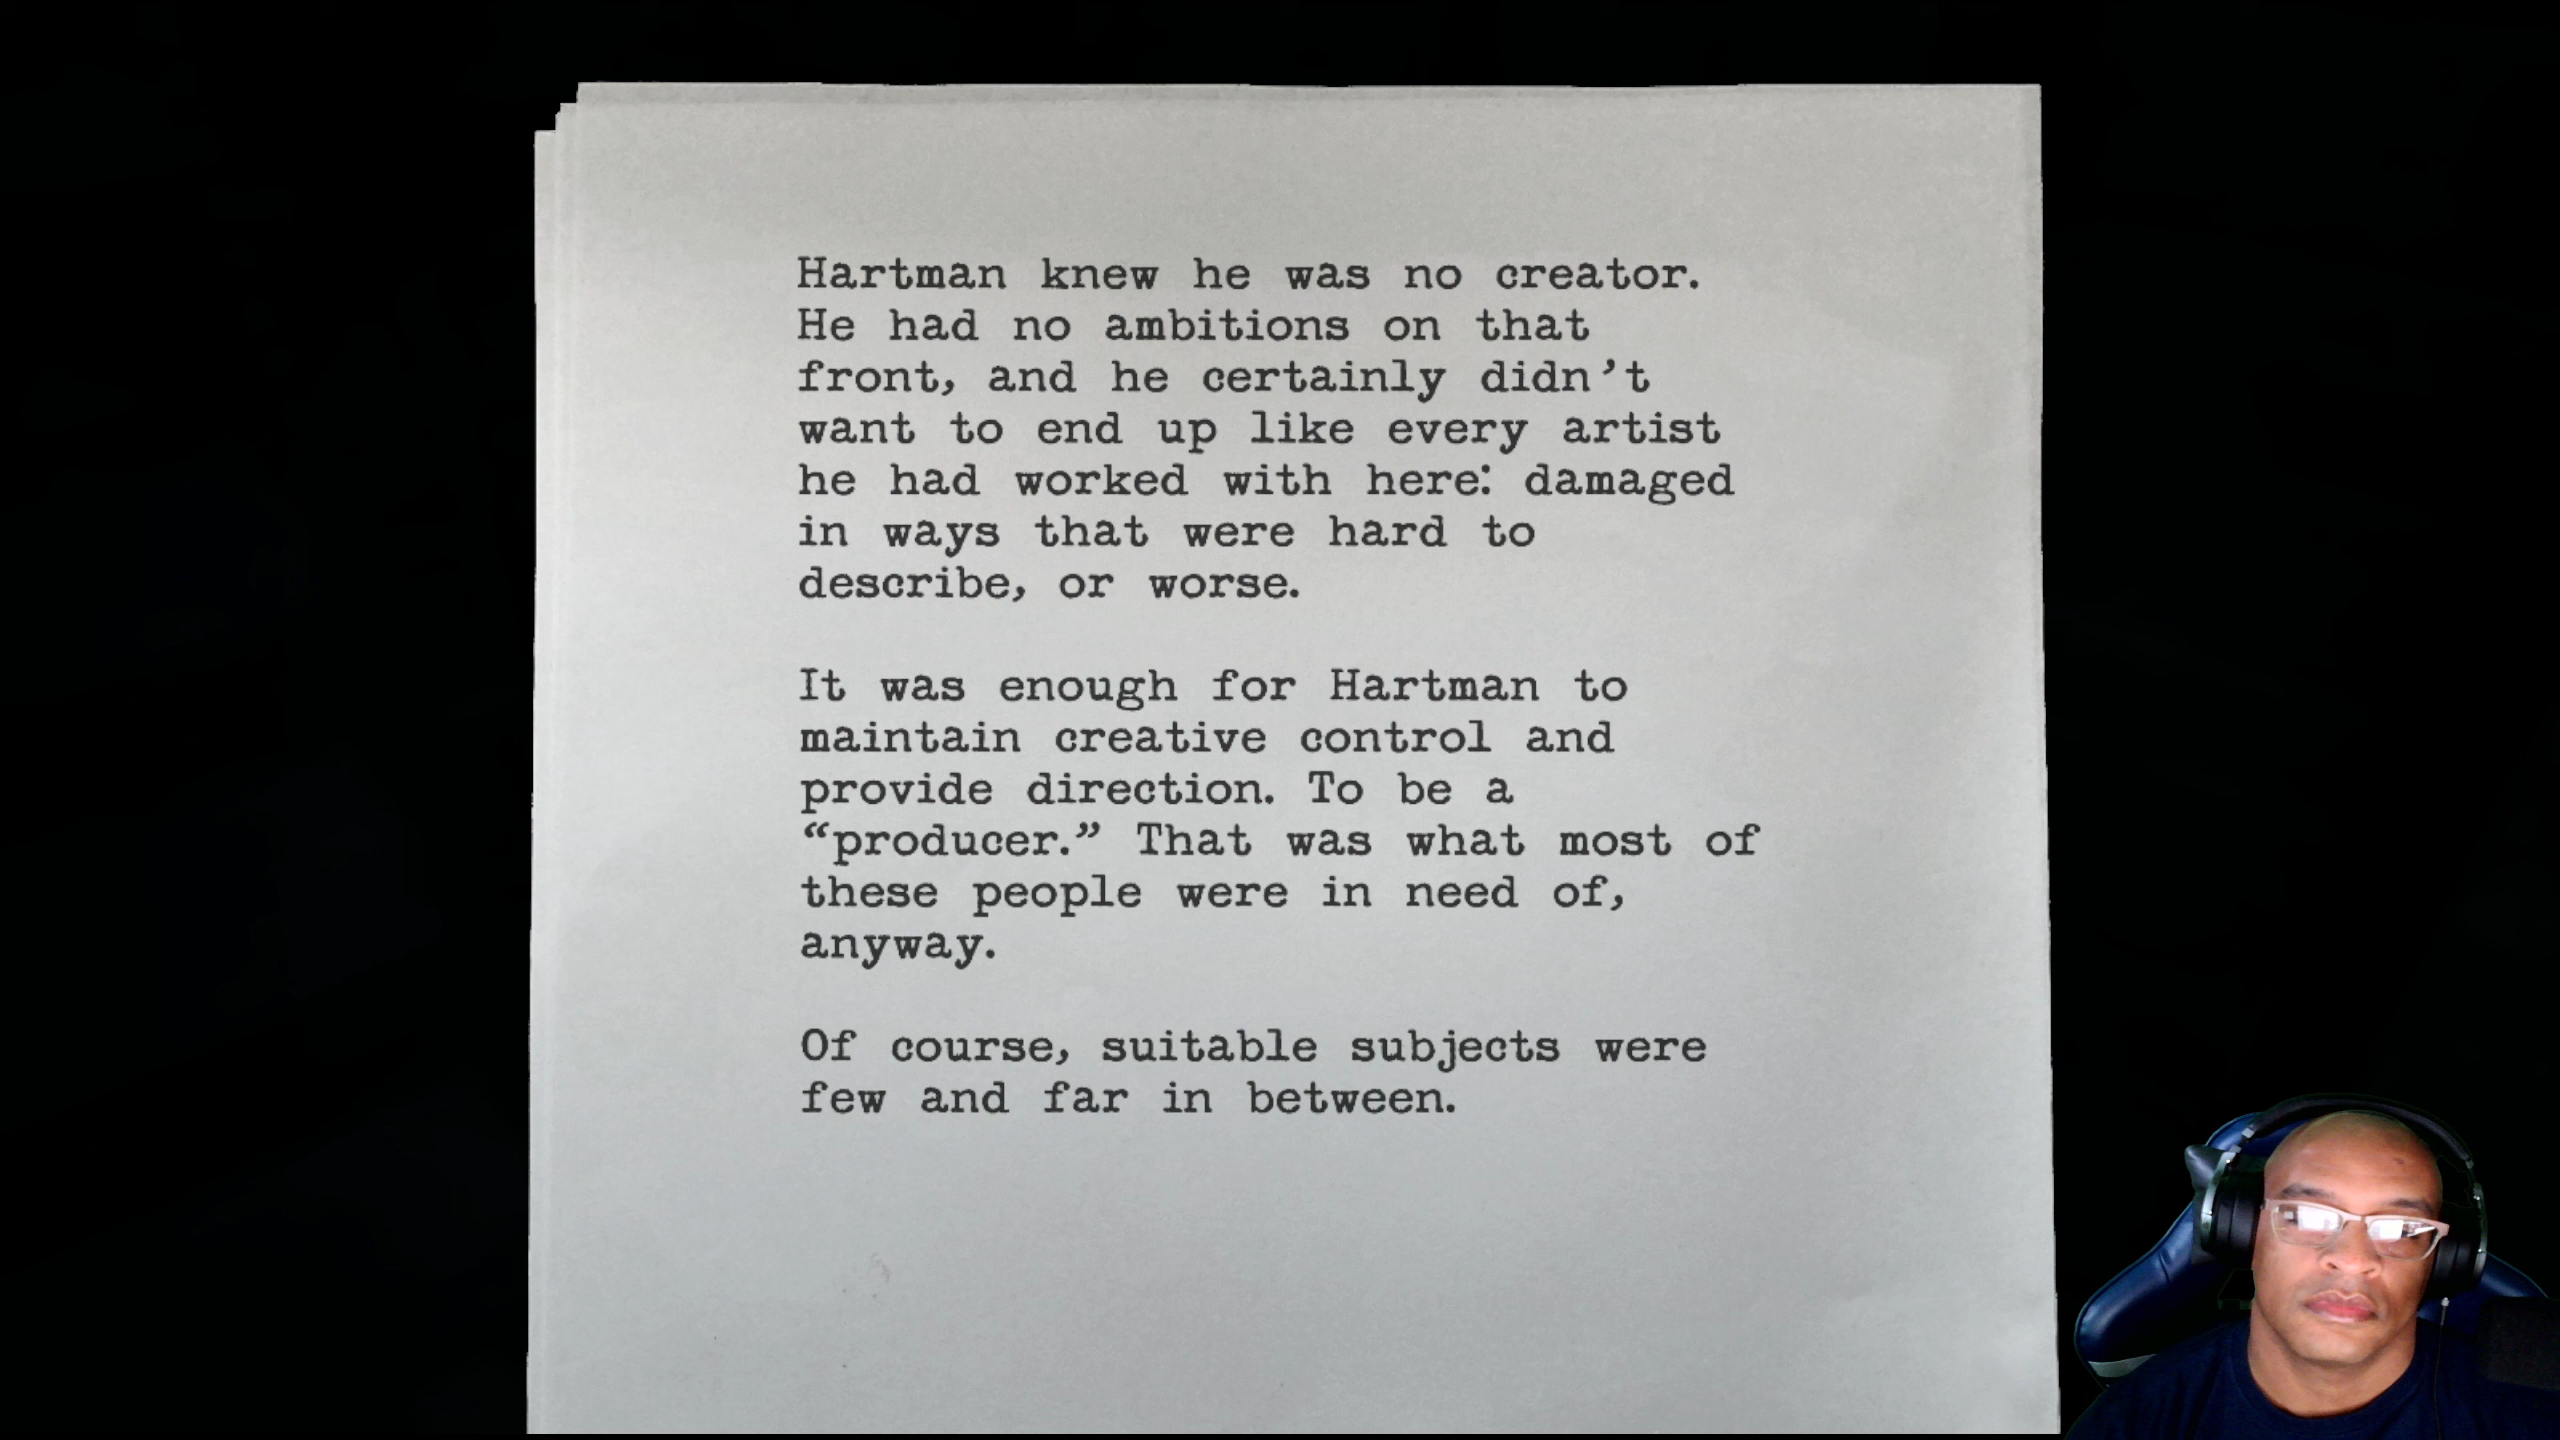 Hartman knew he was no creator.
He had no ambitions on that
front, and he certainly didn’t
want to end up like every artist
he had worked with here: damaged
in ways that were hard to
describe, or worse.
It was enough for Hartman to
maintain creative control and
provide direction. To be a
“producer.” That was what most of
these people were in need of,
anyway.
Of course, suitable subjects were
few and far in between.